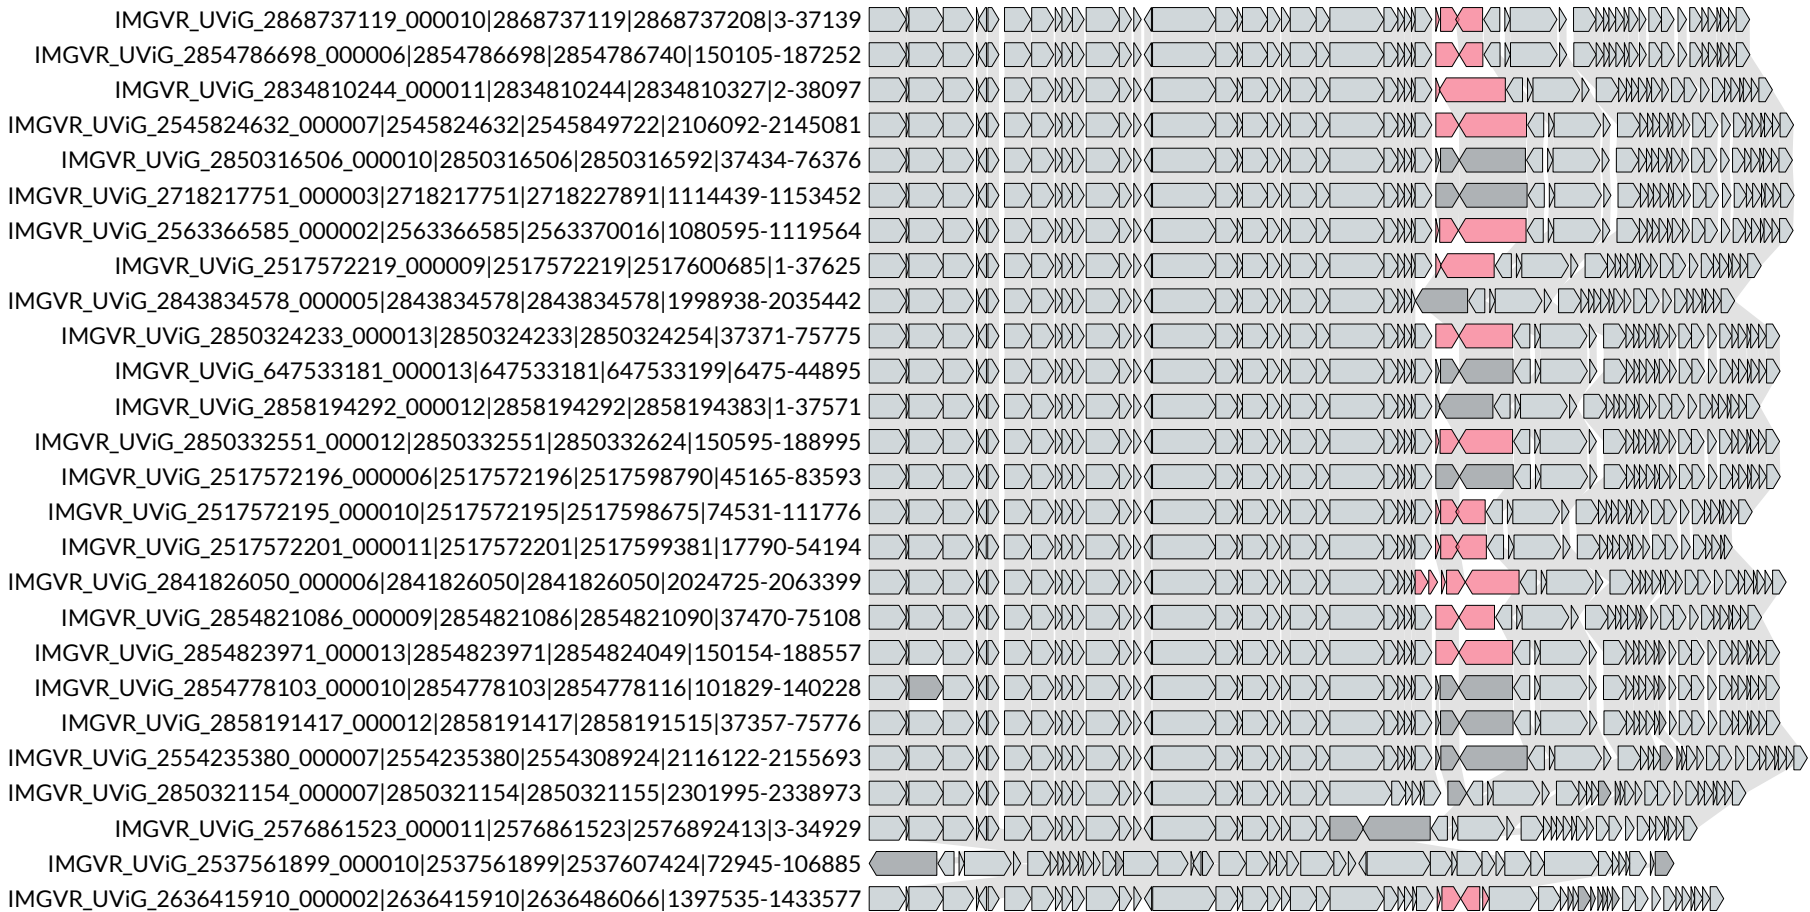 IMGVR_UViG_2868737119_000010|2868737119|2868737208|3-37139
IMGVR_UViG_2854786698_000006|2854786698|2854786740|150105-187252
IMGVR_UViG_2834810244_000011|2834810244|2834810327|2-38097
IMGVR_UViG_2545824632_000007|2545824632|2545849722|2106092-2145081
IMGVR_UViG_2850316506_000010|2850316506|2850316592|37434-76376
IMGVR_UViG_2718217751_000003|2718217751|2718227891|1114439-1153452
IMGVR_UViG_2563366585_000002|2563366585|2563370016|1080595-1119564
IMGVR_UViG_2517572219_000009|2517572219|2517600685|1-37625
IMGVR_UViG_2843834578_000005|2843834578|2843834578|1998938-2035442
IMGVR_UViG_2850324233_000013|2850324233|2850324254|37371-75775
IMGVR_UViG_647533181_000013|647533181|647533199|6475-44895
IMGVR_UViG_2858194292_000012|2858194292|2858194383|1-37571
IMGVR_UViG_2850332551_000012|2850332551|2850332624|150595-188995
IMGVR_UViG_2517572196_000006|2517572196|2517598790|45165-83593
IMGVR_UViG_2517572195_000010|2517572195|2517598675|74531-111776
IMGVR_UViG_2517572201_000011|2517572201|2517599381|17790-54194
IMGVR_UViG_2841826050_000006|2841826050|2841826050|2024725-2063399
IMGVR_UViG_2854821086_000009|2854821086|2854821090|37470-75108
IMGVR_UViG_2854823971_000013|2854823971|2854824049|150154-188557
IMGVR_UViG_2854778103_000010|2854778103|2854778116|101829-140228
IMGVR_UViG_2858191417_000012|2858191417|2858191515|37357-75776
IMGVR_UViG_2554235380_000007|2554235380|2554308924|2116122-2155693
IMGVR_UViG_2850321154_000007|2850321154|2850321155|2301995-2338973
IMGVR_UViG_2576861523_000011|2576861523|2576892413|3-34929
IMGVR_UViG_2537561899_000010|2537561899|2537607424|72945-106885
IMGVR_UViG_2636415910_000002|2636415910|2636486066|1397535-1433577